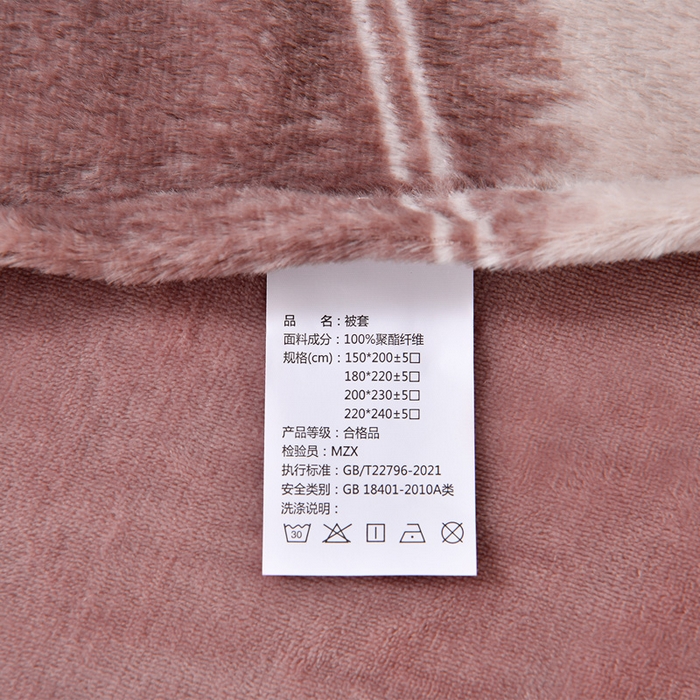 品 名：被套
面料成分：100%聚酯纤维
规格(cm)：150*200±5□
180*220±5□
200*230±5□
220*240±5□
产品等级：合格品
检验员：MZX
执行标准：GB/T22796-2021
安全类别：GB 18401-2010A类
洗涤说明：
30